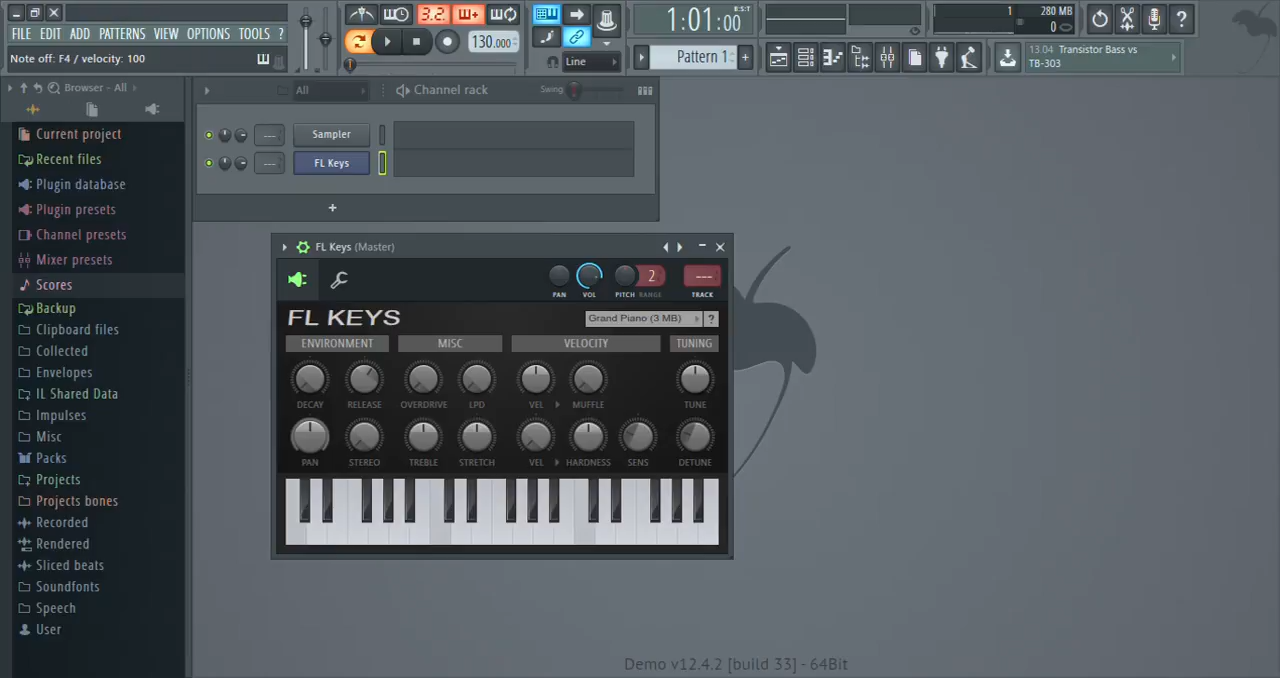 FILE EDIT ADD PATTERNS VIEW OPTIONS TOOLS ?
Note off: F4 / velocity: 100
3.2.
130.000
Line
1:01:00
B:S:T
Pattern 1
+
1
280 MB
0
?
13.04 Transistor Bass vs
TB-303
Browser - All
Current project
Recent files
Plugin database
Plugin presets
Channel presets
Mixer presets
Scores
Backup
Clipboard files
Collected
Envelopes
IL Shared Data
Impulses
Misc
Packs
Projects
Projects bones
Recorded
Rendered
Sliced beats
Soundfonts
Speech
User
All
Channel rack
Swing
--- Sampler
--- FL Keys
+
FL Keys (Master)
2
---
PAN VOL PITCH RANGE TRACK
FL KEYS
Grand Piano (3 MB)
?
ENVIRONMENT MISC VELOCITY TUNING
DECAY RELEASE OVERDRIVE LPD VEL MUFFLE TUNE
PAN STEREO TREBLE STRETCH VEL HARDNESS SENS DETUNE
Demo v12.4.2 [build 33] - 64Bit